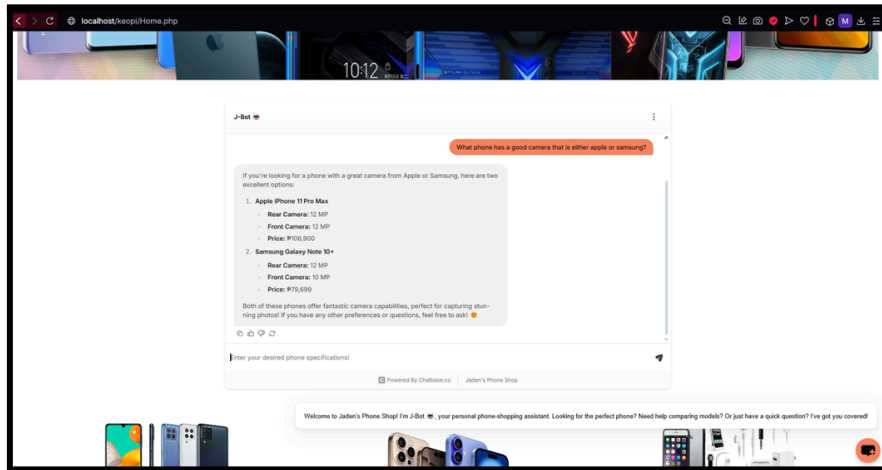 localhost/keopi/Home.php
M
10:12
J-Bot
What phone has a good camera that is either apple or samsung?
If you're looking for a phone with a great camera from Apple or Samsung, here are two
excellent options:
1. Apple iPhone 11 Pro Max
Rear Camera: 12 MP
Front Camera: 12 MP
Price: ₱106,900
2. Samsung Galaxy Note 10+
Rear Camera: 12 MP
Front Camera: 10 MP
Price: ₱79,699
Both of these phones offer fantastic camera capabilities, perfect for capturing stun-
ning photos! If you have any other preferences or questions, feel free to ask! 😊
Enter your desired phone specifications!
Powered By Chatbase.co | Jaden's Phone Shop
Welcome to Jaden's Phone Shop! I'm J-Bot, your personal phone-shopping assistant. Looking for the perfect phone? Need help comparing models? Or just have a quick question? I've got you covered!